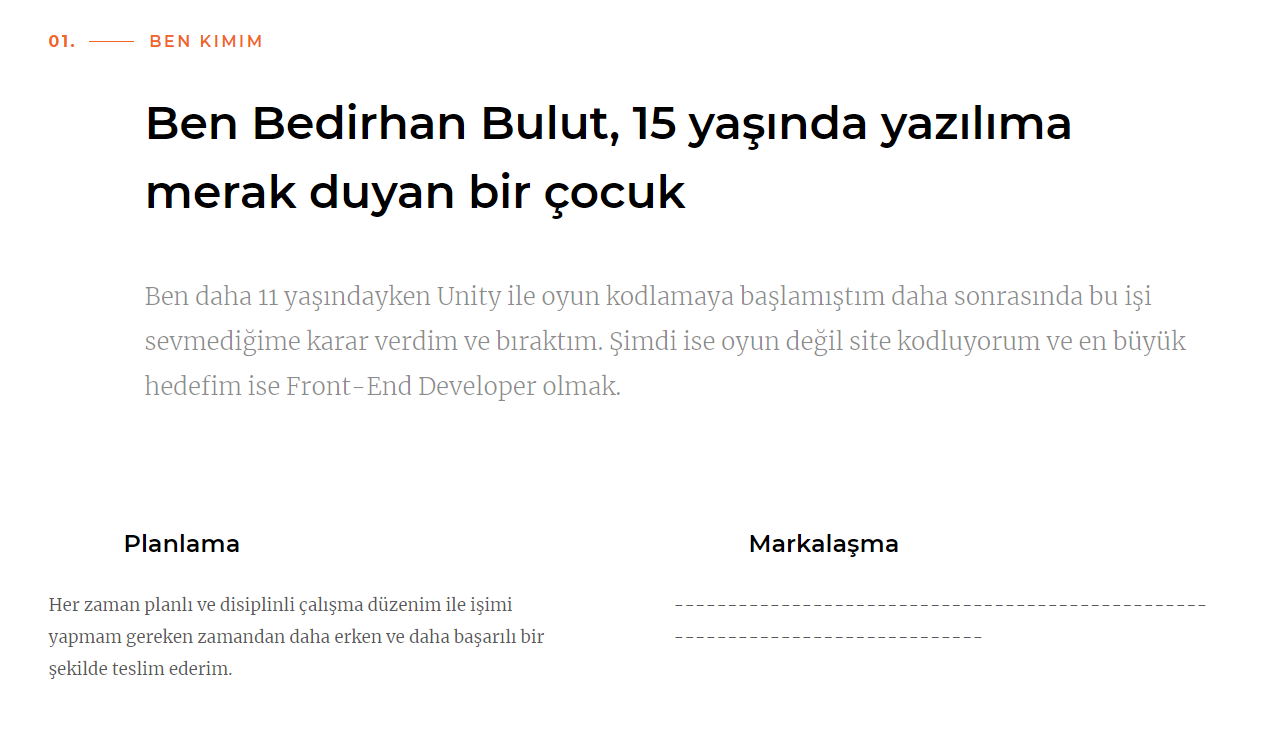 01. —— BEN KIMIM
Ben Bedirhan Bulut, 15 yaşında yazılıma
merak duyan bir çocuk
Ben daha 11 yaşındayken Unity ile oyun kodlamaya başlamıştım daha sonrasında bu işi
sevmediğime karar verdim ve bıraktım. Şimdi ise oyun değil site kodluyorum ve en büyük
hedefim ise Front-End Developer olmak.
Planlama
Her zaman planlı ve disiplinli çalışma düzenim ile işimi
yapmam gereken zamandan daha erken ve daha başarılı bir
şekilde teslim ederim.
Markalaşma
--------------------------------------------------
-----------------------------